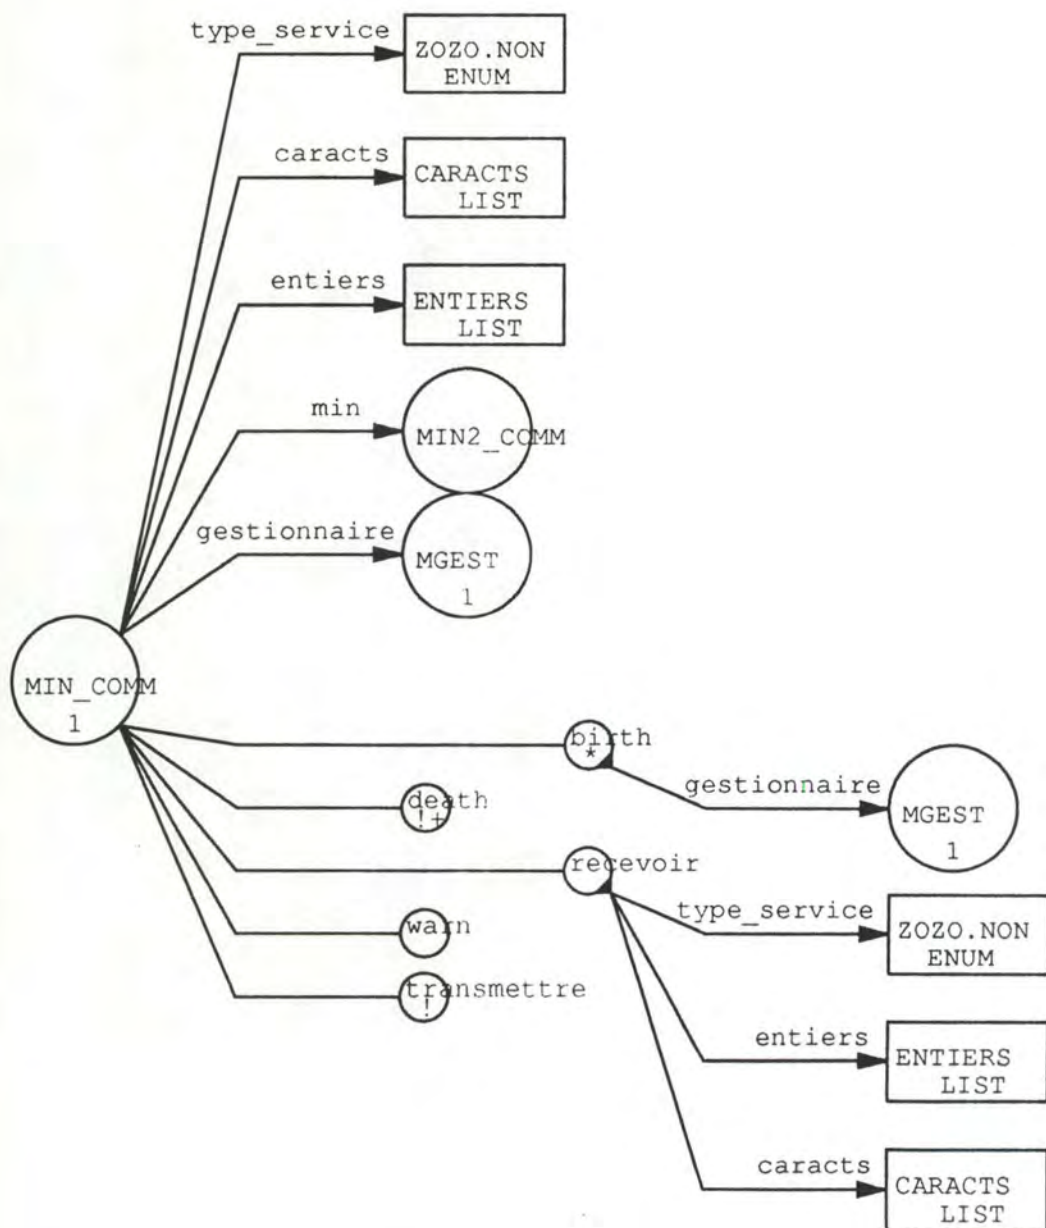 type_service
ZOZO.NON
ENUM
caracts
CARACTS
LIST
entiers
ENTIERS
LIST
min
MIN2_COMM
gestionnaire
MGEST
1
MIN_COMM
1
birth
*
gestionnaire
MGEST
1
death
!+
recevoir
type_service
ZOZO.NON
ENUM
warn
transmettre
!
entiers
ENTIERS
LIST
caracts
CARACTS
LIST